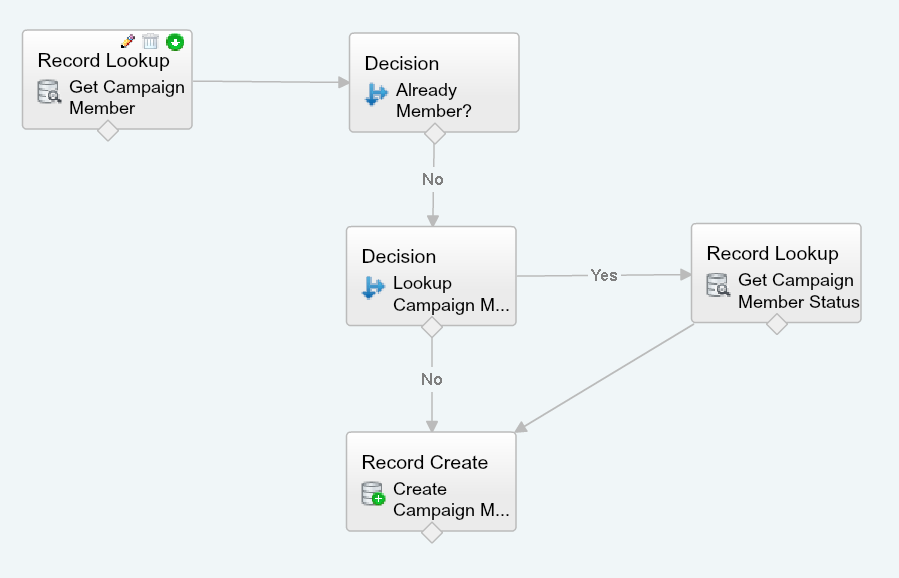 Record Lookup
Get Campaign
Member
Decision
Already
Member?
No
Decision
Lookup
Campaign M...
Yes
Record Lookup
Get Campaign
Member Status
No
Record Create
Create
Campaign M...